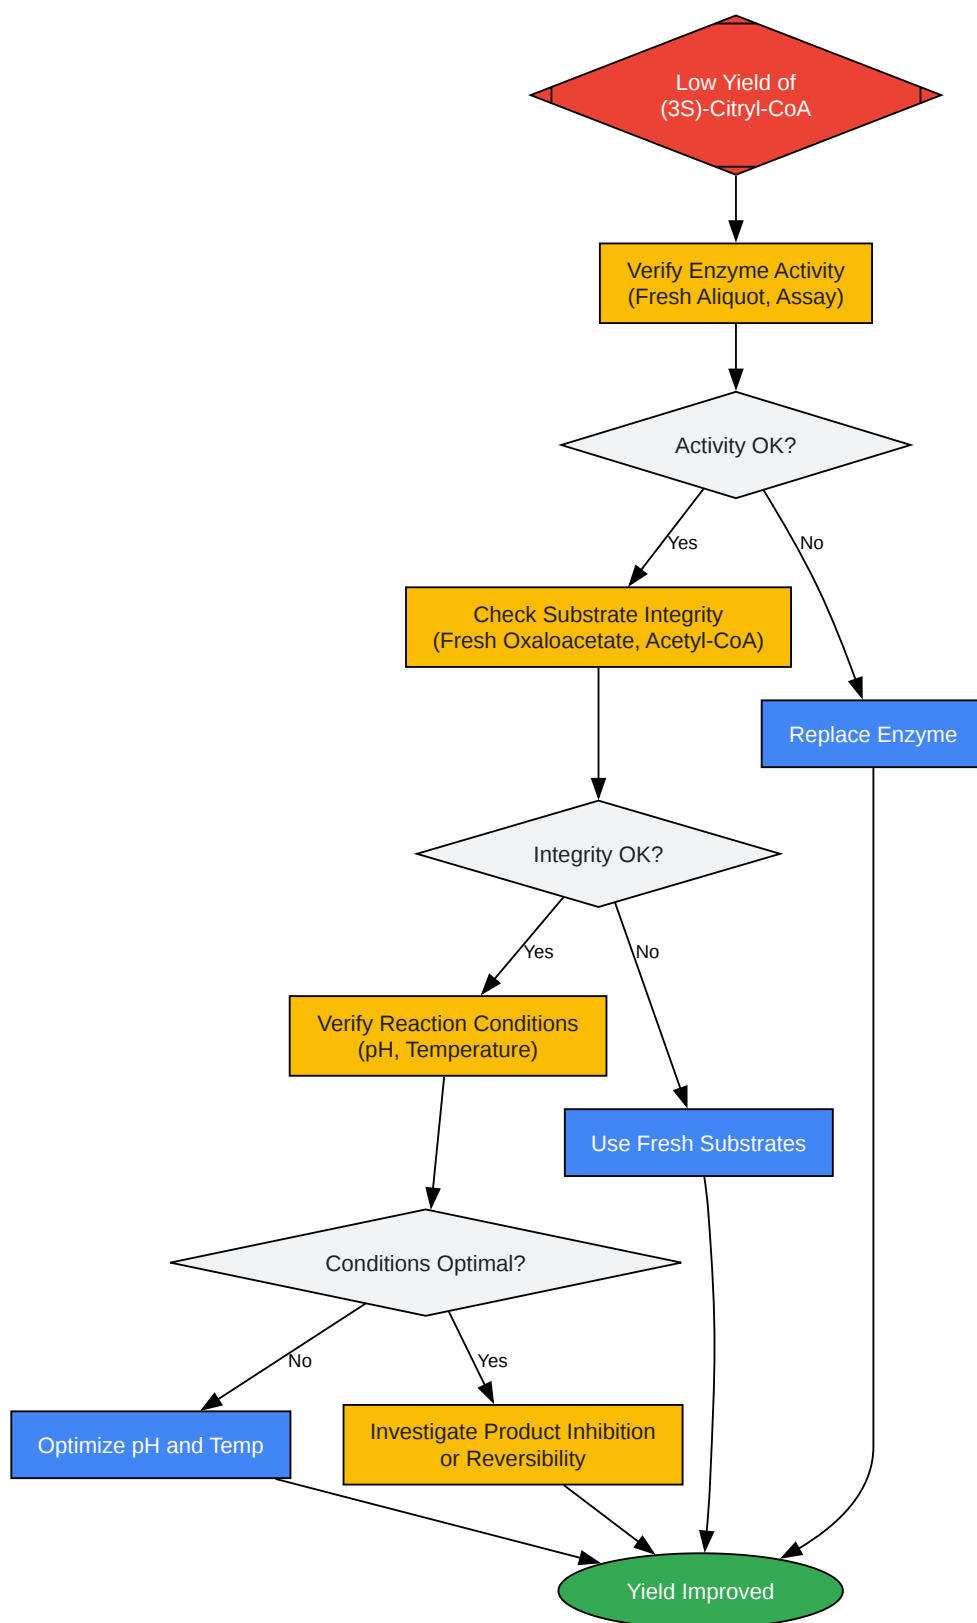 Low Yield of
(3S)-Citryl-CoA
Verify Enzyme Activity
(Fresh Aliquot, Assay)
Activity OK?
Yes
No
Check Substrate Integrity
(Fresh Oxaloacetate, Acetyl-CoA)
Replace Enzyme
Integrity OK?
Yes
No
Verify Reaction Conditions
(pH, Temperature)
Use Fresh Substrates
Conditions Optimal?
No
Yes
Optimize pH and Temp
Investigate Product Inhibition
or Reversibility
Yield Improved